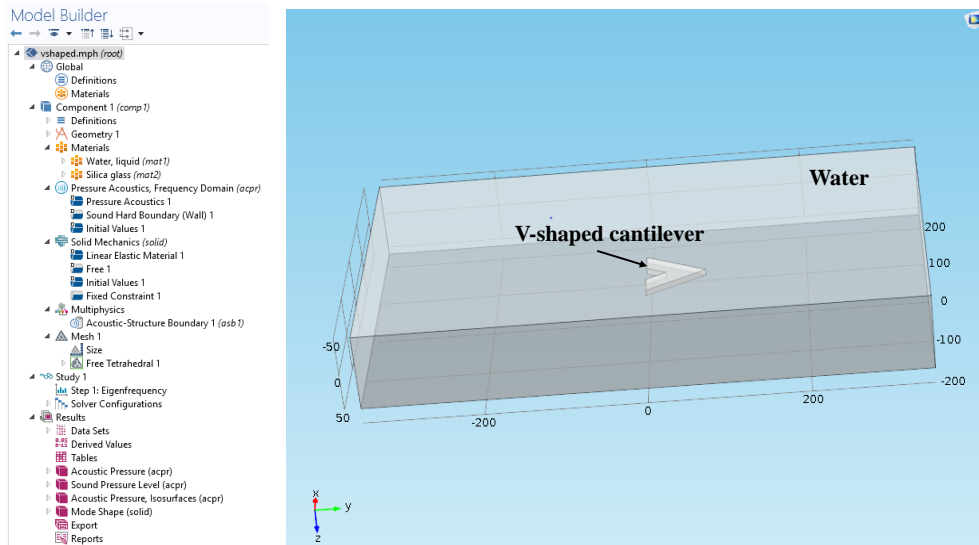 Model Builder
vshaped.mph (root)
Global
Definitions
Materials
Component 1 (comp1)
Definitions
Geometry 1
Materials
Water, liquid (mat1)
Silica glass (mat2)
Pressure Acoustics, Frequency Domain (acpr)
Pressure Acoustics 1
Sound Hard Boundary (Wall) 1
Initial Values 1
Solid Mechanics (solid)
Linear Elastic Material 1
Free 1
Initial Values 1
Fixed Constraint 1
Multiphysics
Acoustic-Structure Boundary 1 (asb1)
Mesh 1
Size
Free Tetrahedral 1
Study 1
Step 1: Eigenfrequency
Solver Configurations
Results
Data Sets
Derived Values
Tables
Acoustic Pressure (acpr)
Sound Pressure Level (acpr)
Acoustic Pressure, Isosurfaces (acpr)
Mode Shape (solid)
Export
Reports
Water
V-shaped cantilever
200
100
0
-100
-200
-50
0
50
-200
0
200
x
y
z